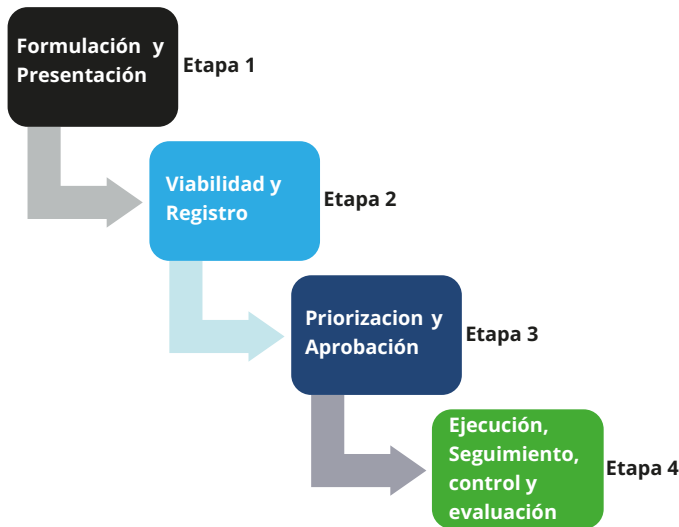 Formulación y
Presentación
Etapa 1
Viabilidad y
Registro
Etapa 2
Priorizacion y
Aprobación
Etapa 3
Ejecución,
Seguimiento,
control y
evaluación
Etapa 4